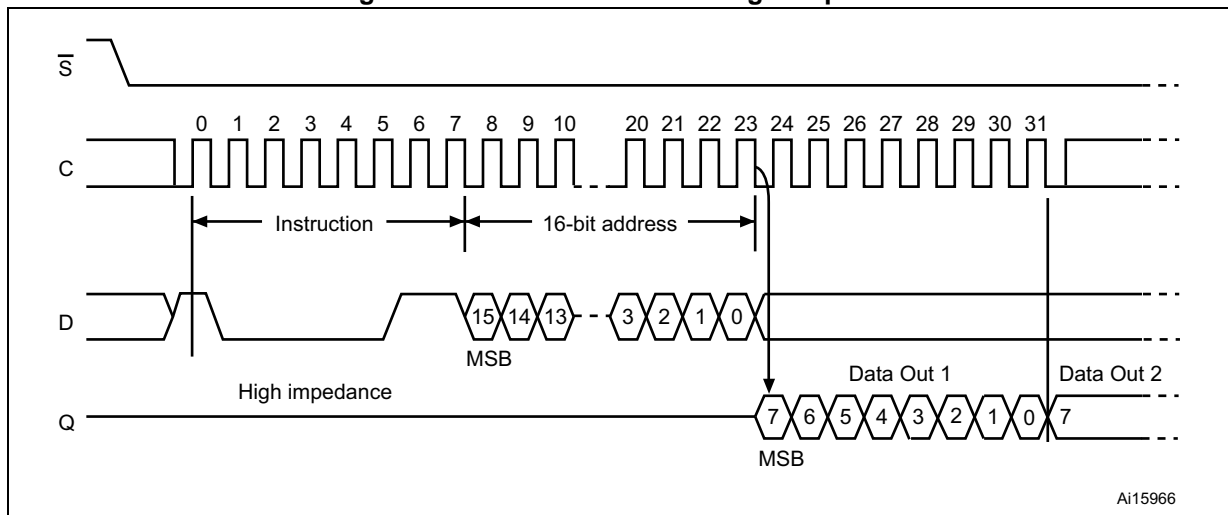 S
0 1 2 3 4 5 6 7 8 9 10 20 21 22 23 24 25 26 27 28 29 30 31
C
Instruction 16-bit address
D 15 14 13 3 2 1 0
MSB
High impedance Data Out 1 Data Out 2
Q 7 6 5 4 3 2 1 0 7
MSB
Ai15966